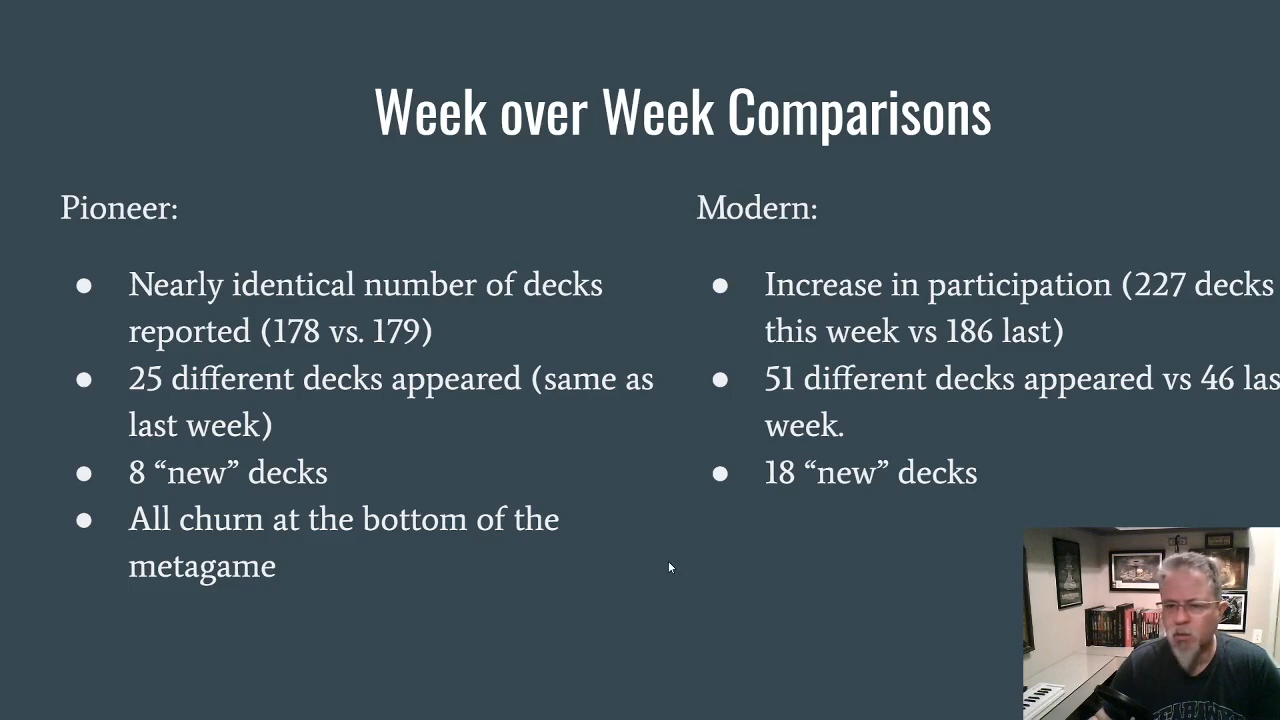 Week over Week Comparisons
Pioneer:
● Nearly identical number of decks
reported (178 vs. 179)
● 25 different decks appeared (same as
last week)
● 8 “new” decks
● All churn at the bottom of the
metagame
Modern:
● Increase in participation (227 decks
this week vs 186 last)
● 51 different decks appeared vs 46 las
week.
● 18 “new” decks